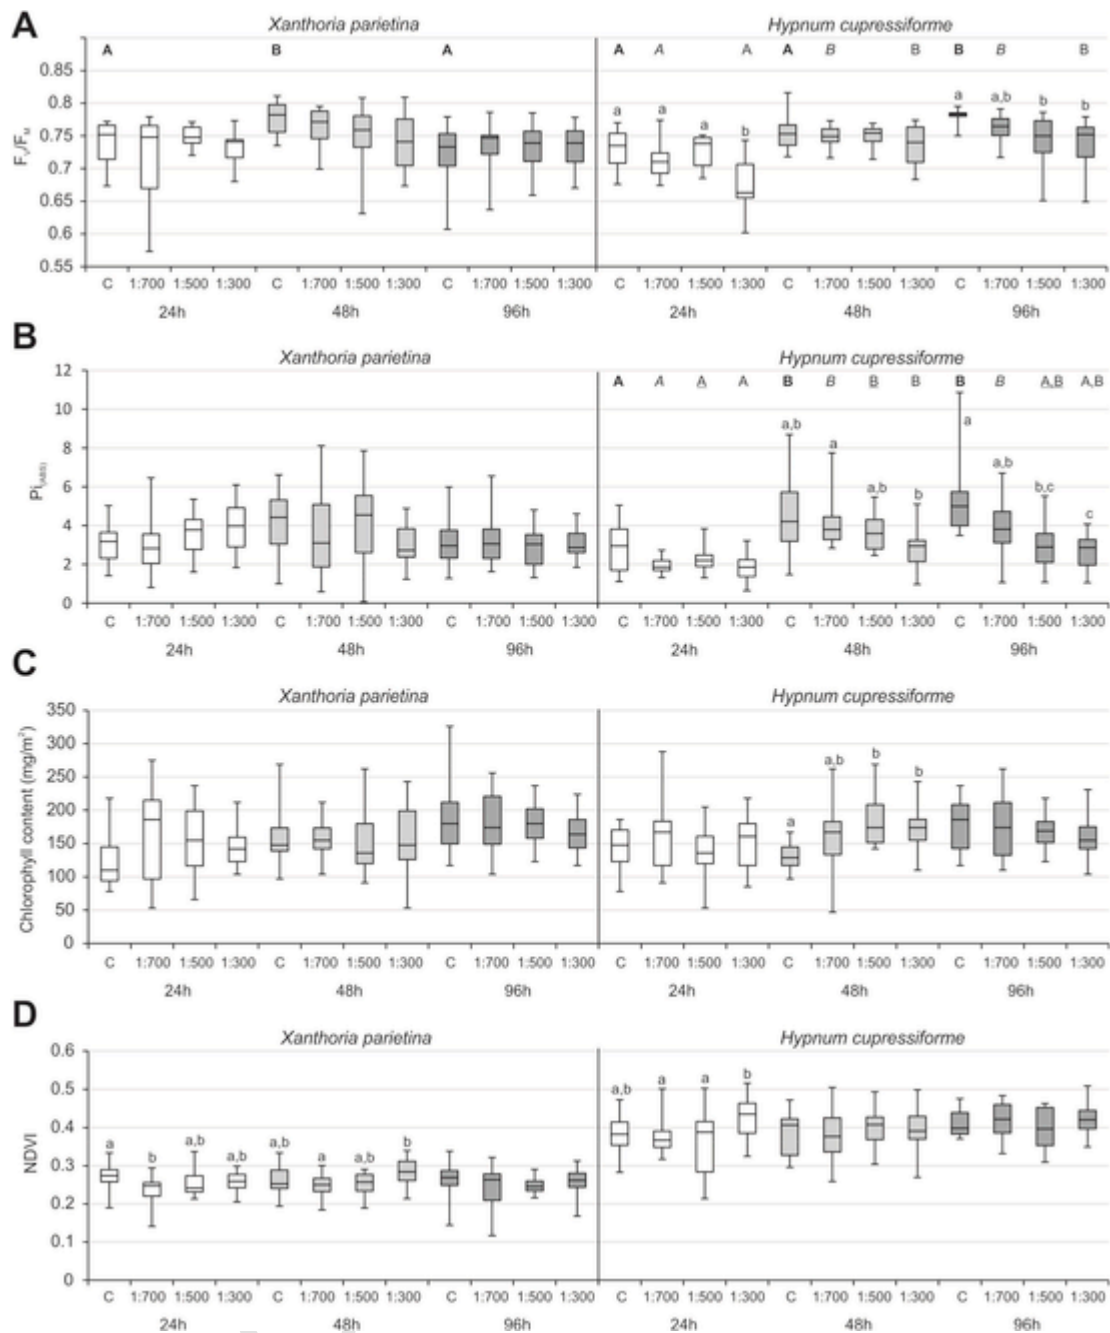 A
Xanthoria parietina Hypnum cupressiforme
A B A A A A A B B B B B
0.85
0.8
0.75
0.7
0.65
0.6
0.55
FV/FM
a a a b a a,b b b
C 1:700 1:500 1:300 C 1:700 1:500 1:300 C 1:700 1:500 1:300 C 1:700 1:500 1:300 C 1:700 1:500 1:300 C 1:700 1:500 1:300
24h 48h 96h 24h 48h 96h
B
Xanthoria parietina Hypnum cupressiforme
12
10
8
6
4
2
0
Pi(ABS)
A A A A B B B B B B A,B A,B
a,b a a,b b a a,b b,c c
C 1:700 1:500 1:300 C 1:700 1:500 1:300 C 1:700 1:500 1:300 C 1:700 1:500 1:300 C 1:700 1:500 1:300 C 1:700 1:500 1:300
24h 48h 96h 24h 48h 96h
C
Xanthoria parietina Hypnum cupressiforme
350
300
250
200
150
100
50
0
Chlorophyll content (mg/m²)
a a,b b b
C 1:700 1:500 1:300 C 1:700 1:500 1:300 C 1:700 1:500 1:300 C 1:700 1:500 1:300 C 1:700 1:500 1:300 C 1:700 1:500 1:300
24h 48h 96h 24h 48h 96h
D
Xanthoria parietina Hypnum cupressiforme
0.6
0.5
0.4
0.3
0.2
0.1
0
NDVI
a b a,b a,b a,b a a,b b a,b a a b
C 1:700 1:500 1:300 C 1:700 1:500 1:300 C 1:700 1:500 1:300 C 1:700 1:500 1:300 C 1:700 1:500 1:300 C 1:700 1:500 1:300
24h 48h 96h 24h 48h 96h